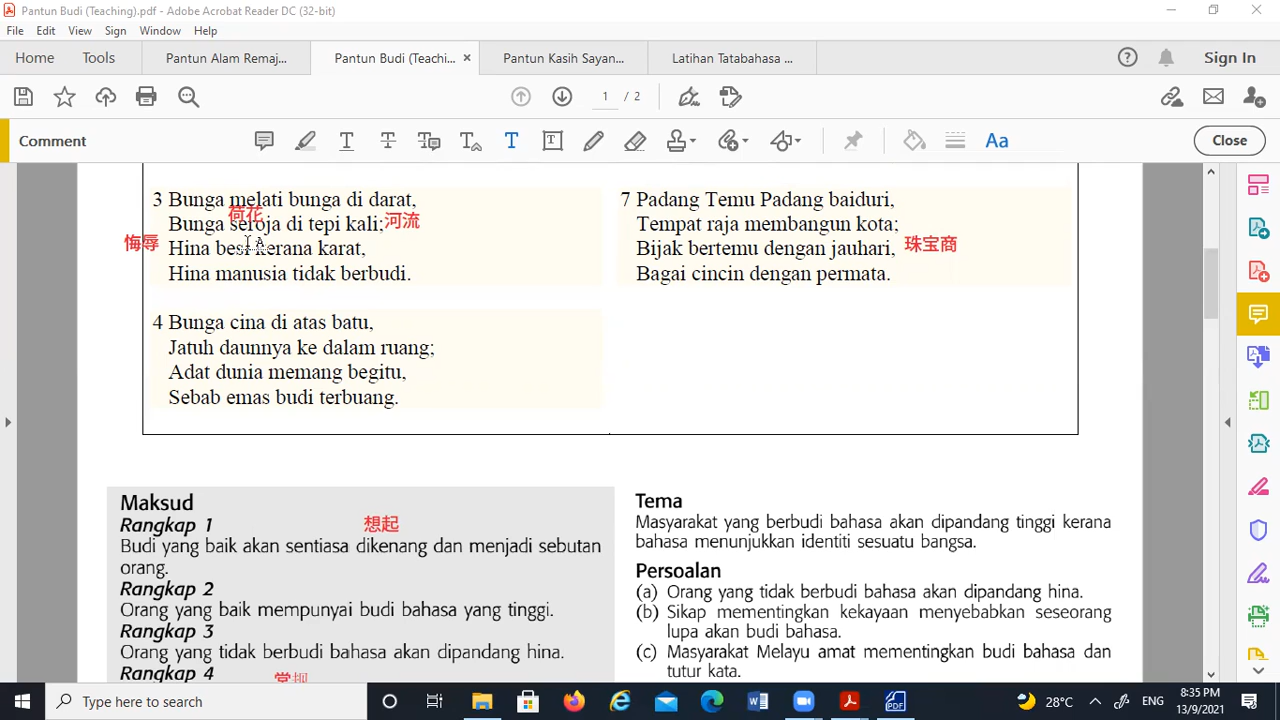 Pantun Budi (Teaching).pdf - Adobe Acrobat Reader DC (32-bit)
File Edit View Sign Window Help
Home Tools Pantun Alam Remaj... Pantun Budi (Teachi... × Pantun Kasih Sayan... Latihan Tatabahasa ... Sign In
1 / 2
Comment Aa Close
3 Bunga melati bunga di darat,
荷花
Bunga seroja di tepi kali; 河流
悔辱 Hina besi kerana karat,
Hina manusia tidak berbudi.
4 Bunga cina di atas batu,
Jatuh daunnya ke dalam ruang;
Adat dunia memang begitu,
Sebab emas budi terbuang.
7 Padang Temu Padang baiduri,
Tempat raja membangun kota;
Bijak bertemu dengan jauhari, 珠宝商
Bagai cincin dengan permata.
Maksud
Rangkap 1
想起
Budi yang baik akan sentiasa dikenang dan menjadi sebutan
orang.
Rangkap 2
Orang yang baik mempunyai budi bahasa yang tinggi.
Rangkap 3
Orang yang tidak berbudi bahasa akan dipandang hina.
Rangkap 4
Tema
Masyarakat yang berbudi bahasa akan dipandang tinggi kerana
bahasa menunjukkan identiti sesuatu bangsa.
Persoalan
(a) Orang yang tidak berbudi bahasa akan dipandang hina.
(b) Sikap mementingkan kekayaan menyebabkan seseorang
lupa akan budi bahasa.
(c) Masyarakat Melayu amat mementingkan budi bahasa dan
tutur kata.
Type here to search 28°C ENG 8:35 PM
13/9/2021